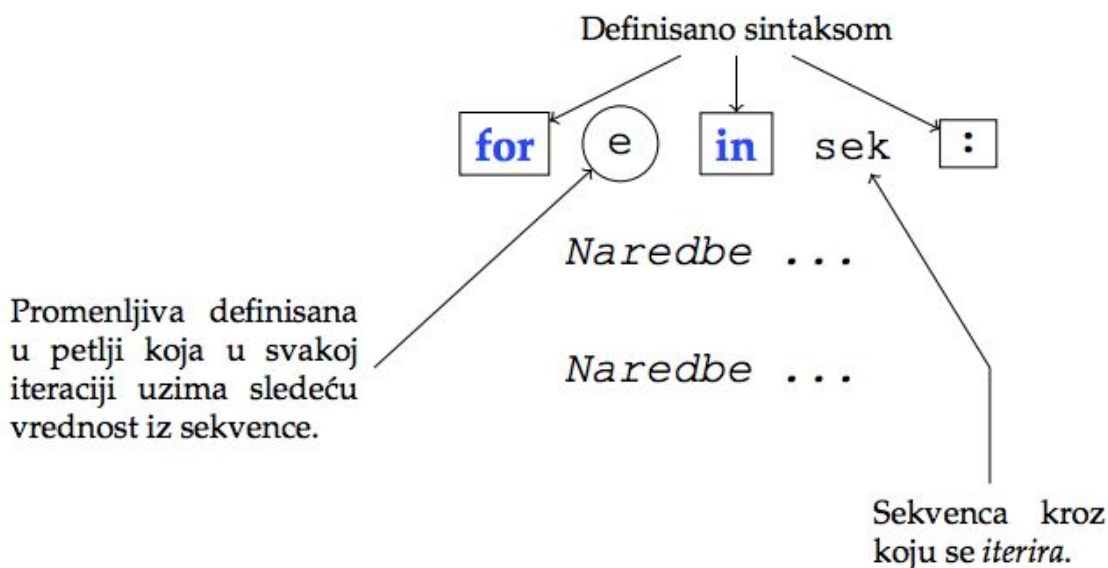 Definisano sintaksom
for e in sek :
Naredbe ...
Naredbe ...
Promenljiva definisana
u petlji koja u svakoj
iteraciji uzima sledeću
vrednost iz sekvence.
Sekvenca kroz
koju se iterira.